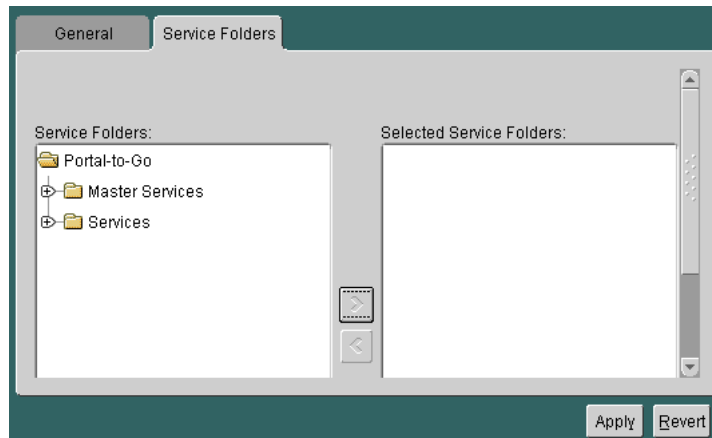 General
Service Folders
Service Folders:
Selected Service Folders:
Portal-to-Go
Master Services
Services
>
<
Apply
Revert